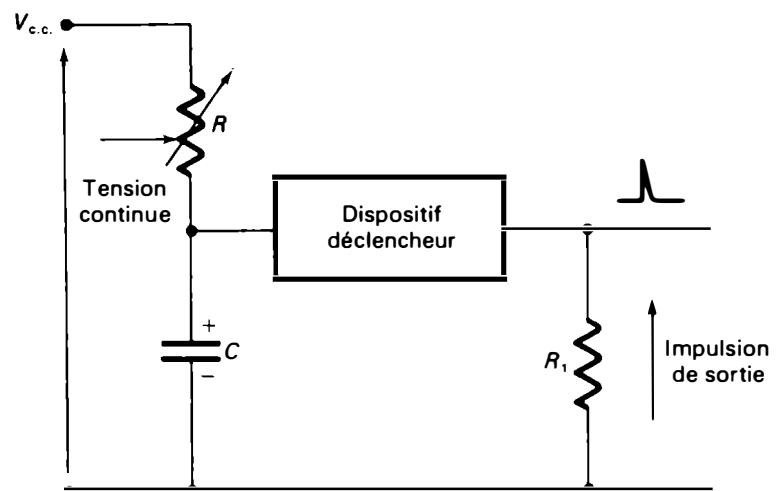 V c.c.
R
Tension
continue
Dispositif
déclencheur
+
C
−
R₁
Impulsion
de sortie